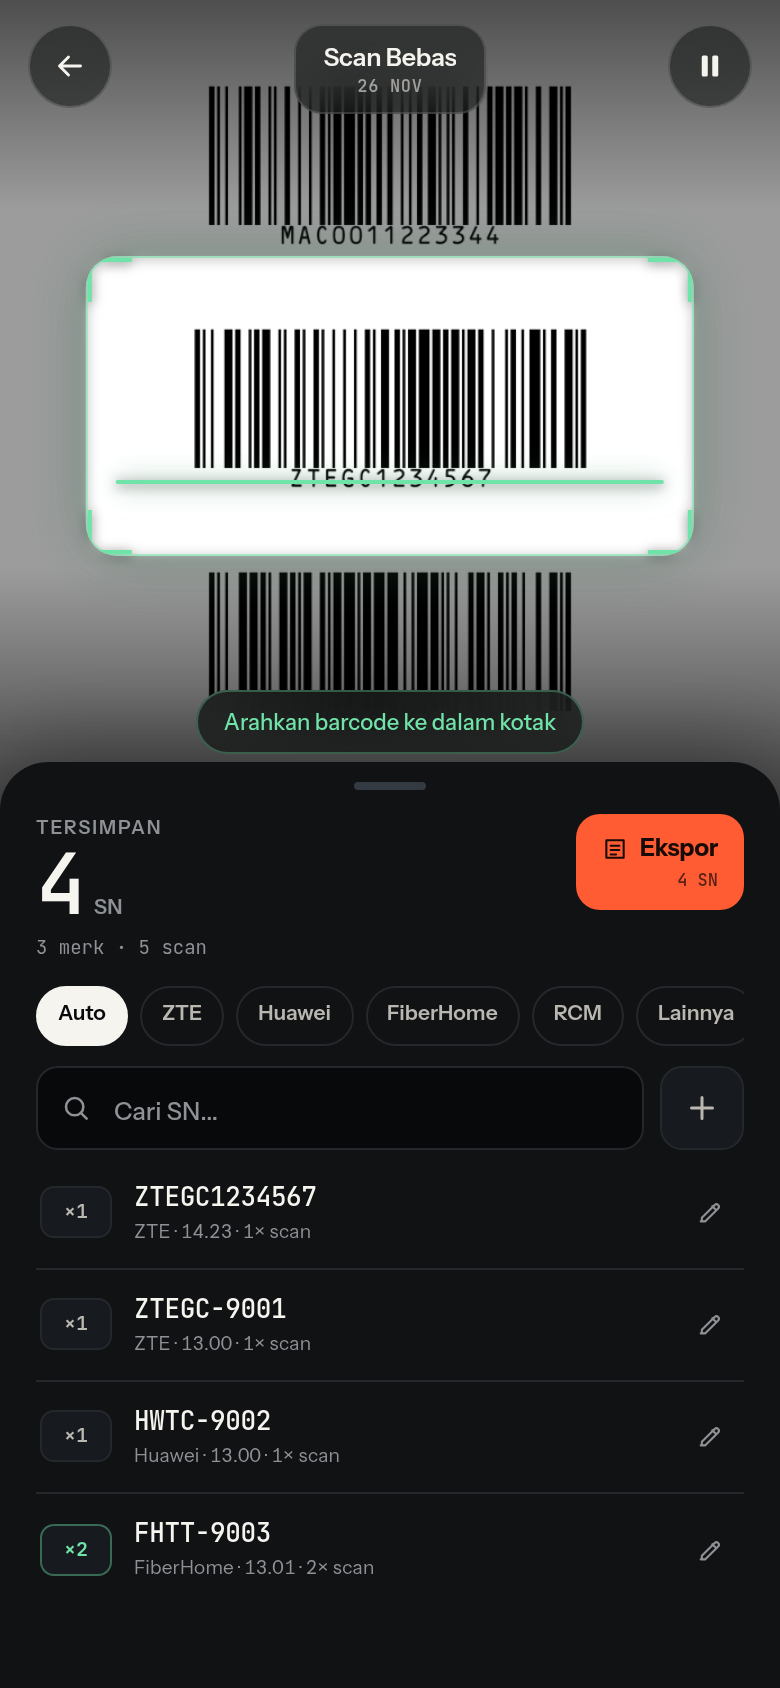 Scan Bebas
26 NOV
MAC0011223344
ZTEGC1234567
Arahkan barcode ke dalam kotak
TERSIMPAN
4 SN
Ekspor
4 SN
3 merk · 5 scan
Auto
ZTE
Huawei
FiberHome
RCM
Lainnya
Cari SN...
×1
ZTEGC1234567
ZTE · 14.23 · 1× scan
×1
ZTEGC-9001
ZTE · 13.00 · 1× scan
×1
HWTC-9002
Huawei · 13.00 · 1× scan
×2
FHTT-9003
FiberHome · 13.01 · 2× scan